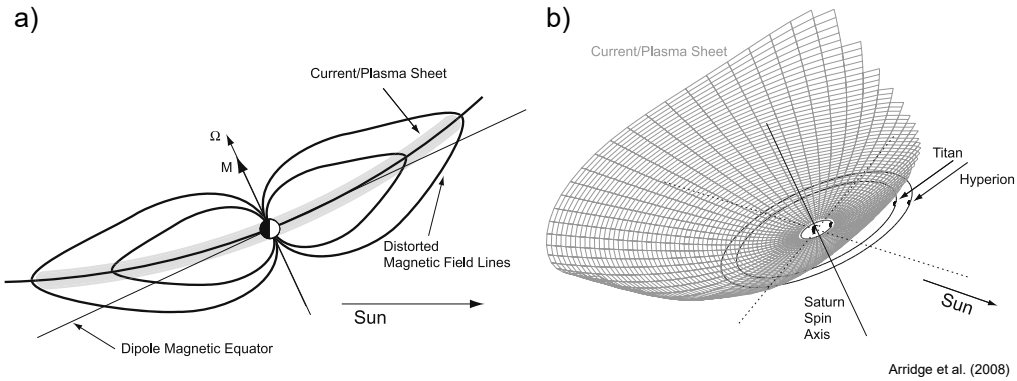 a)
Current/Plasma Sheet
Ω
M
Distorted
Magnetic Field Lines
Sun
Dipole Magnetic Equator
b)
Current/Plasma Sheet
Titan
Hyperion
Saturn
Spin
Axis
Sun
Arridge et al. (2008)